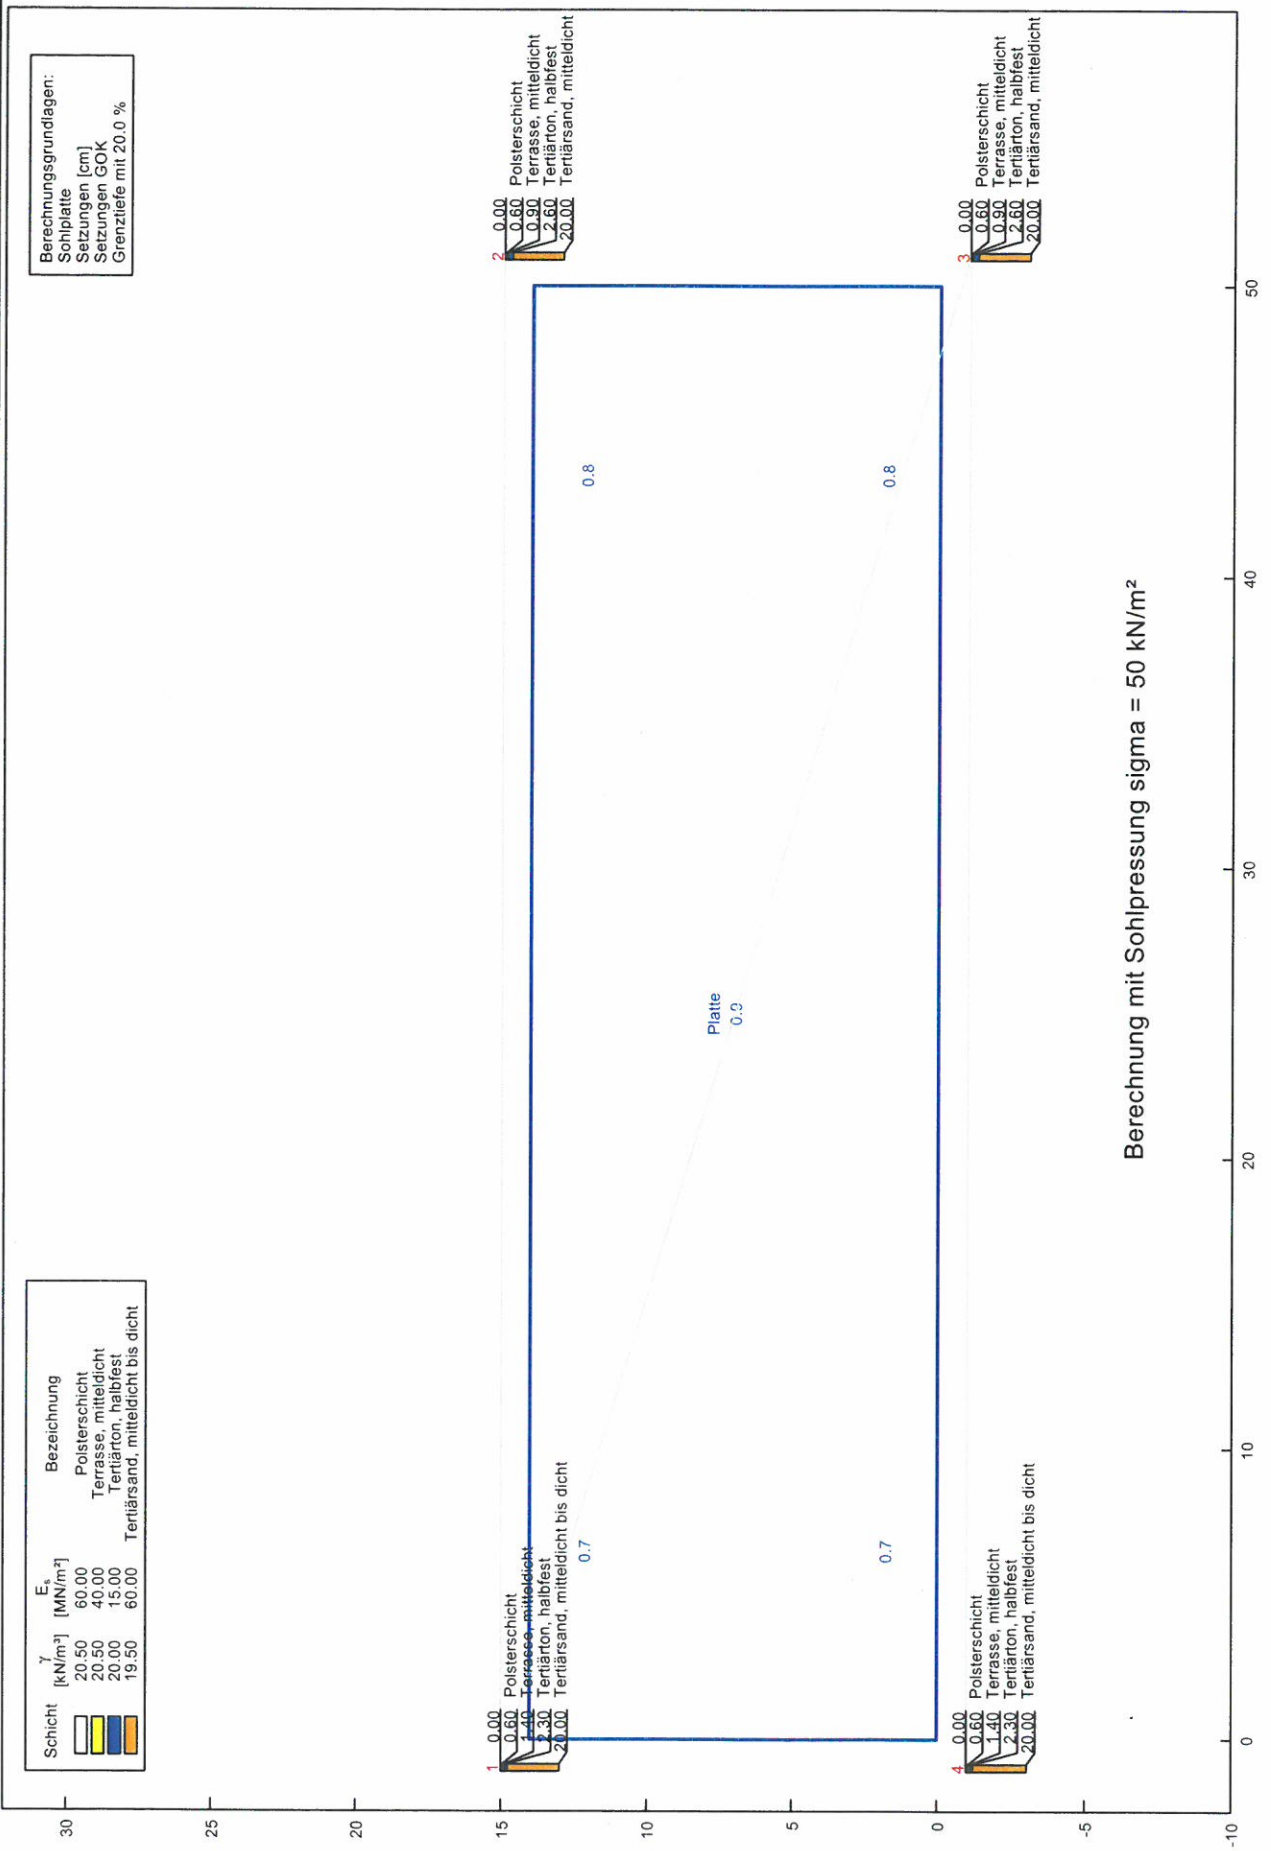 Schicht γ [kN/m³] Eₛ [MN/m²] Bezeichnung
20.50 60.00 Polsterschicht
20.50 40.00 Terrasse, mitteldicht
20.00 15.00 Tertiärton, halbfest
19.50 60.00 Tertiärsand, mitteldicht bis dicht
Berechnungsgrundlagen:
Sohlplatte
Setzungen [cm]
Setzungen GOK
Grenztiefe mit 20.0 %
30
25
20
15
10
5
0
-5
-10
1
0.00
0.60 Polsterschicht
1.40 Terrasse, mitteldicht
2.30 Tertiärton, halbfest
20.00 Tertiärsand, mitteldicht bis dicht
2
0.00
0.60 Polsterschicht
0.90 Terrasse, mitteldicht
2.60 Tertiärton, halbfest
20.00 Tertiärsand, mitteldicht
0.7
0.8
Platte
0.9
0.7
0.8
4
0.00
0.60 Polsterschicht
1.40 Terrasse, mitteldicht
2.30 Tertiärton, halbfest
20.00 Tertiärsand, mitteldicht bis dicht
3
0.00
0.60 Polsterschicht
0.90 Terrasse, mitteldicht
2.60 Tertiärton, halbfest
20.00 Tertiärsand, mitteldicht
Berechnung mit Sohlpressung sigma = 50 kN/m²
0
10
20
30
40
50